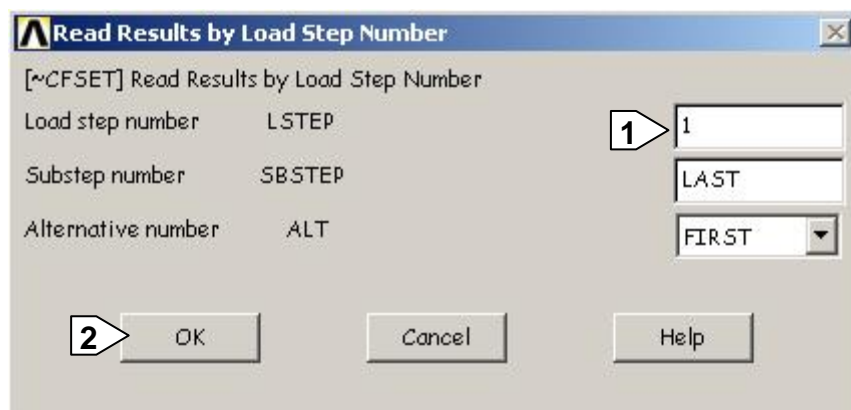 Read Results by Load Step Number
[~CFSET] Read Results by Load Step Number
Load step number LSTEP 1 1
Substep number SBSTEP LAST
Alternative number ALT FIRST
2 OK Cancel Help